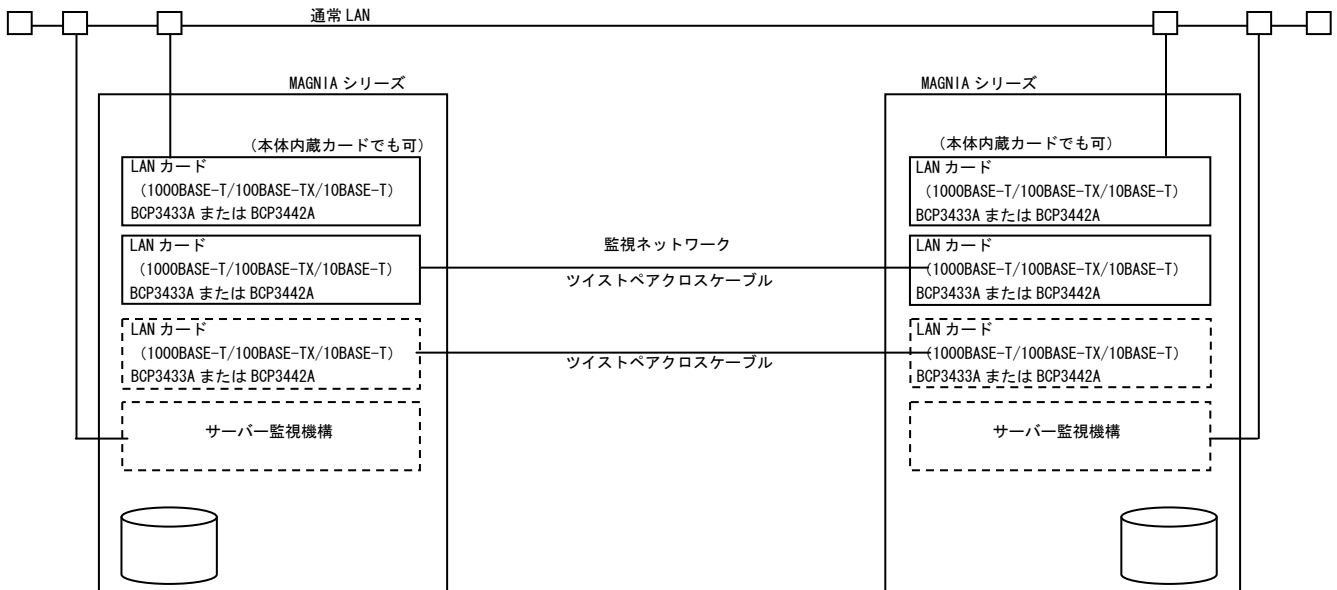 通常 LAN
MAGNIA シリーズ
(本体内蔵カードでも可)
LAN カード
(1000BASE-T/100BASE-TX/10BASE-T)
BCP3433A または BCP3442A
LAN カード
(1000BASE-T/100BASE-TX/10BASE-T)
BCP3433A または BCP3442A
LAN カード
(1000BASE-T/100BASE-TX/10BASE-T)
BCP3433A または BCP3442A
サーバー監視機構
監視ネットワーク
ツイストペアクロスケーブル
ツイストペアクロスケーブル
MAGNIA シリーズ
(本体内蔵カードでも可)
LAN カード
(1000BASE-T/100BASE-TX/10BASE-T)
BCP3433A または BCP3442A
LAN カード
(1000BASE-T/100BASE-TX/10BASE-T)
BCP3433A または BCP3442A
LAN カード
(1000BASE-T/100BASE-TX/10BASE-T)
BCP3433A または BCP3442A
サーバー監視機構